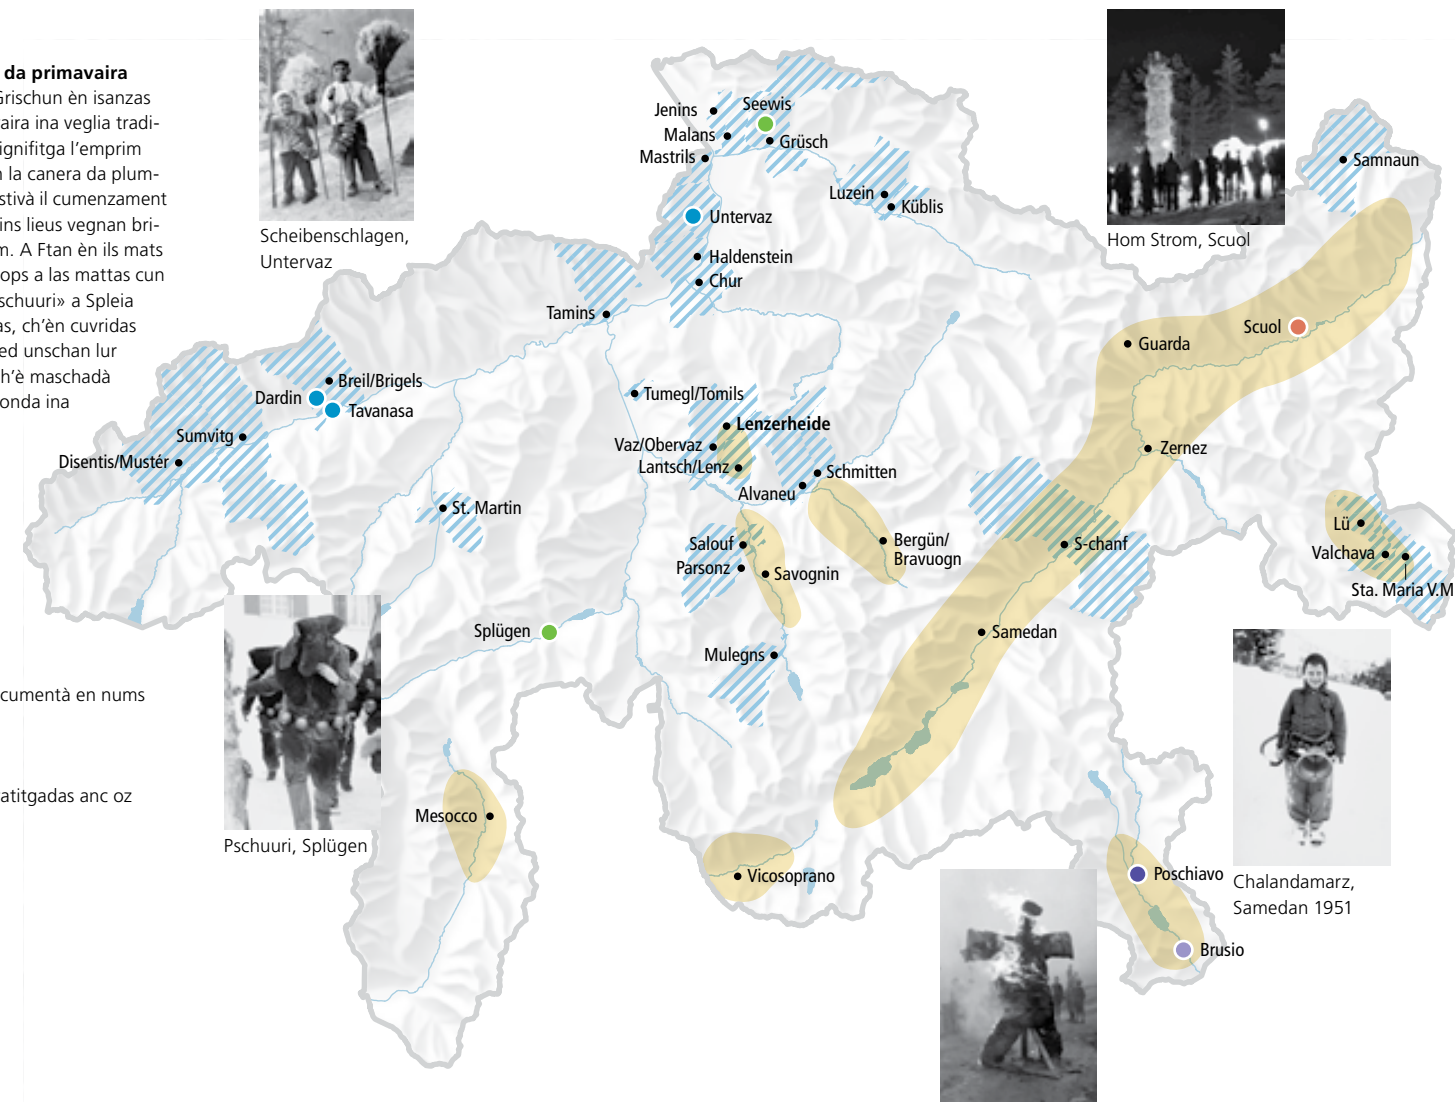 da primavaira
Grischun èn isanzas
aira ina veglia tradi-
ignifitga l'emprim
n la canera da plum-
stivà il cumenzament
ins lieus vegnan bri-
m. A Ftan èn ils mats
ops a las mattas cun
schuuri» a Spleia
as, ch'èn cuvridas
ed unschan lur
h'è maschadà
onda ina
cumentà en nums
atitgadas anc oz
Scheibenschlagen,
Untervaz
Hom Strom, Scuol
Pschuuri, Splügen
Chalandamarz,
Samedan 1951
Jenins
Seewis
Malans
Grüsch
Mastrils
Luzein
Küblis
Samnaun
Untervaz
Haldenstein
Chur
Tamins
Scuol
Guarda
Breil/Brigels
Dardin
Tavanasa
Tumegl/Tomils
Lenzerheide
Sumvitg
Vaz/Obervaz
Disentis/Mustér
Lantsch/Lenz
Schmitten
Alvaneu
Zernez
St. Martin
Lü
Salouf
Bergün/
Bravuogn
S-chanf
Valchava
Parsonz
Savognin
Sta. Maria V.M
Splügen
Samedan
Mulegns
Mesocco
Vicosoprano
Poschiavo
Brusio